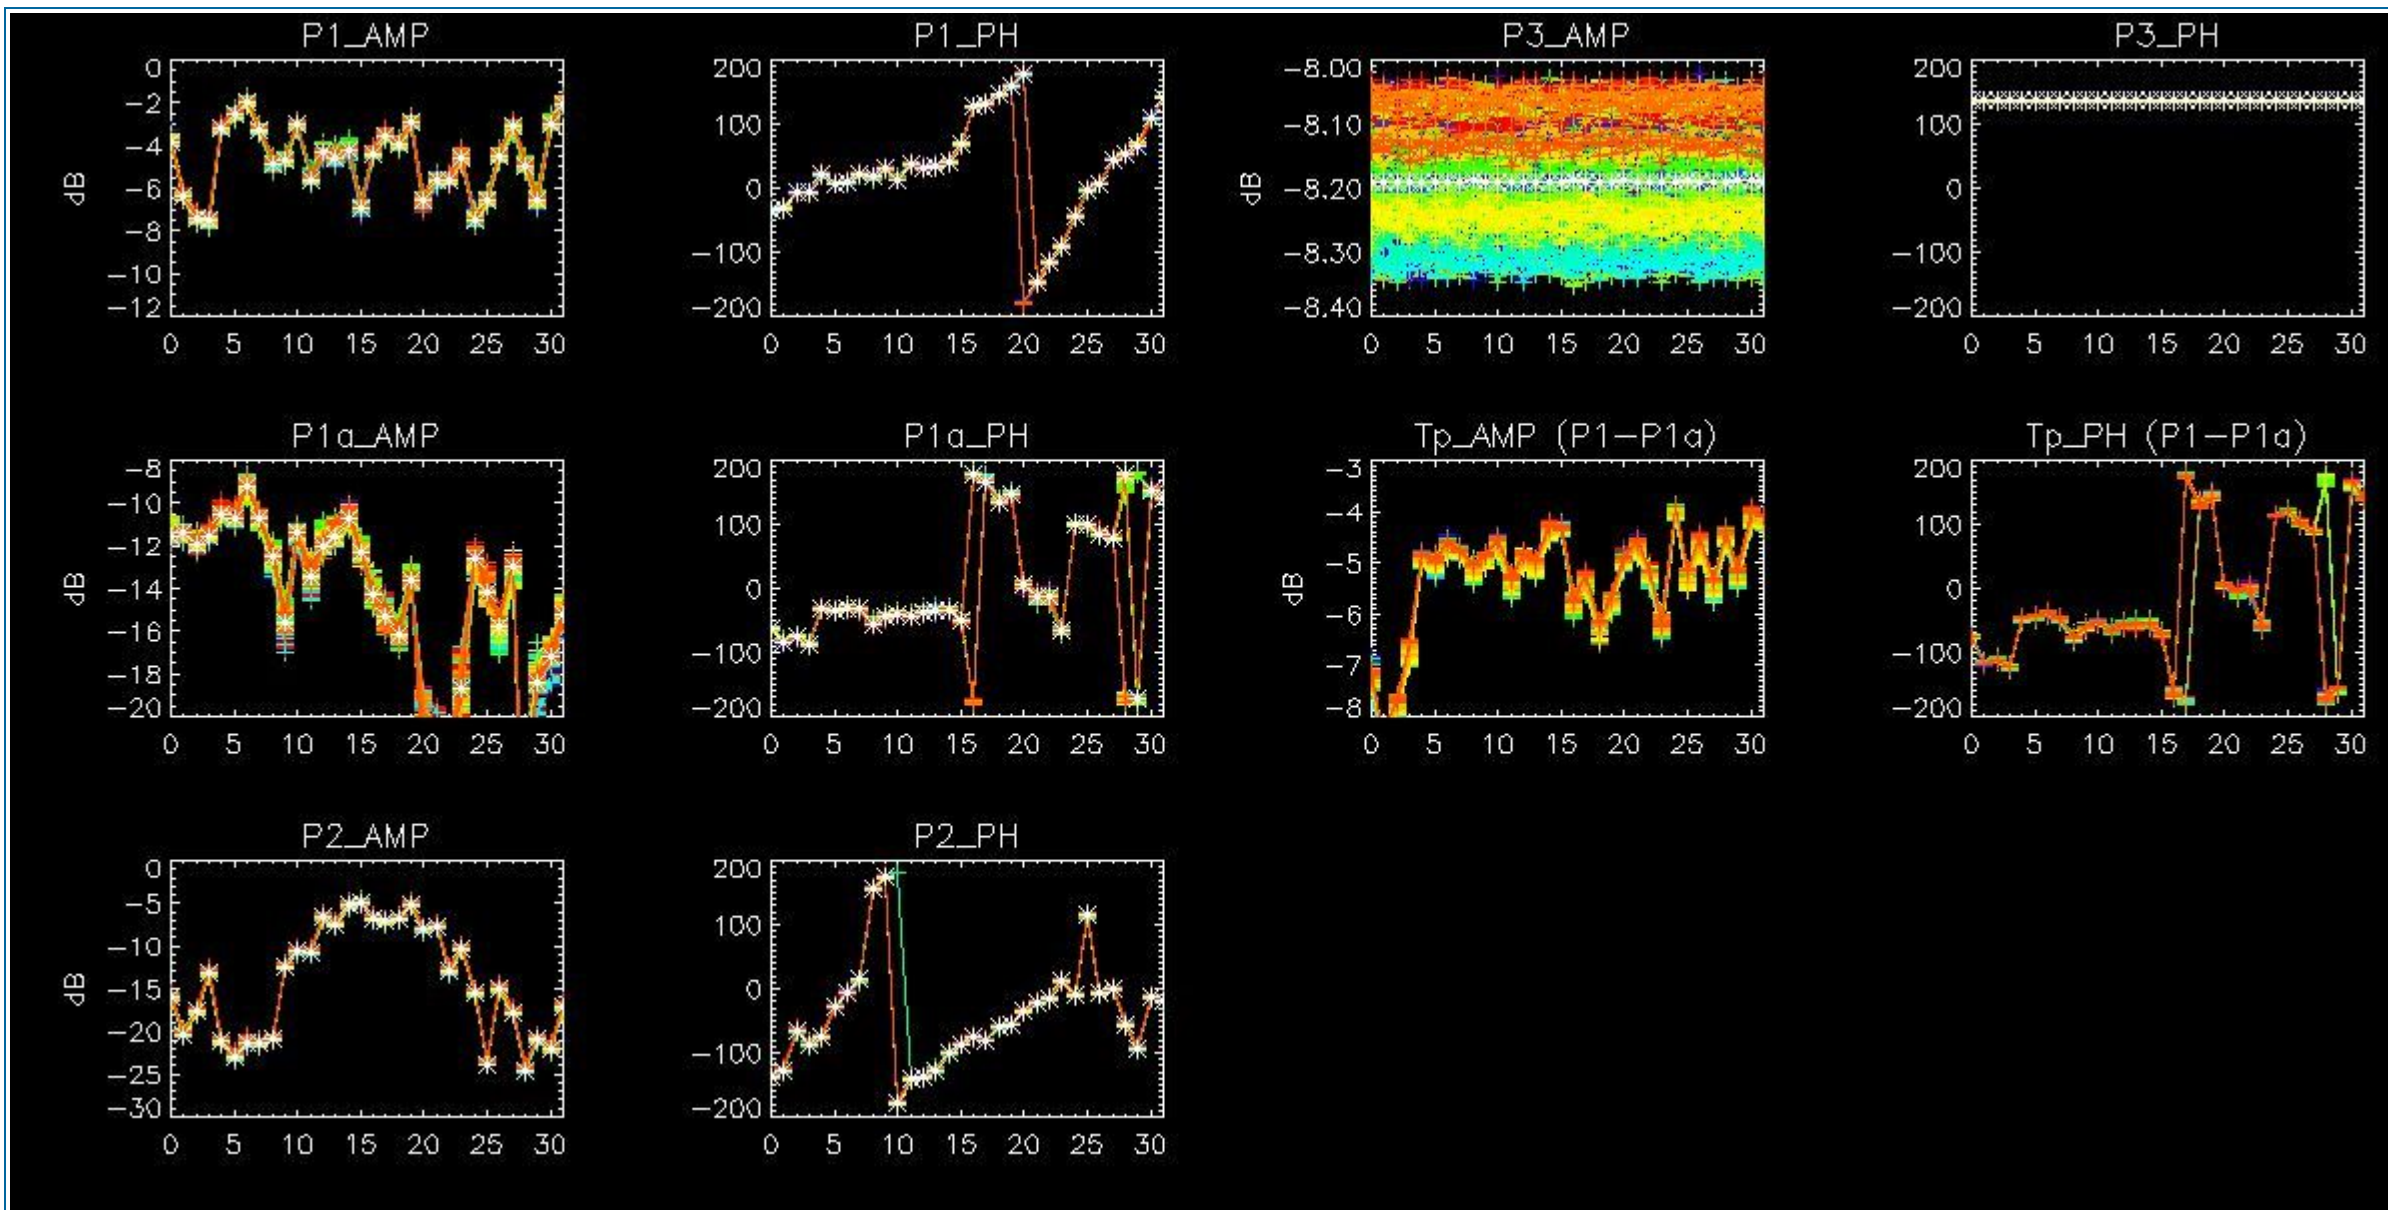 P1_AMP P1_PH P3_AMP P3_PH
0 200 −8.00 200
−2
−4 100 −8.10 100
dB −6 0 dB −8.20 0
−8
−10 −100 −8.30 −100
−12 −200 −8.40 −200
0 5 10 15 20 25 30 0 5 10 15 20 25 30 0 5 10 15 20 25 30 0 5 10 15 20 25 30
P1a_AMP P1a_PH Tp_AMP (P1−P1a) Tp_PH (P1−P1a)
−8 200 −3 200
−10 100 −4 100
−12
dB −14 0 dB −5 0
−16 −6
−18 −100 −7 −100
−20 −200 −8 −200
0 5 10 15 20 25 30 0 5 10 15 20 25 30 0 5 10 15 20 25 30 0 5 10 15 20 25 30
P2_AMP P2_PH
0 200
−5 100
−10
dB −15 0
−20 −100
−25
−30 −200
0 5 10 15 20 25 30 0 5 10 15 20 25 30